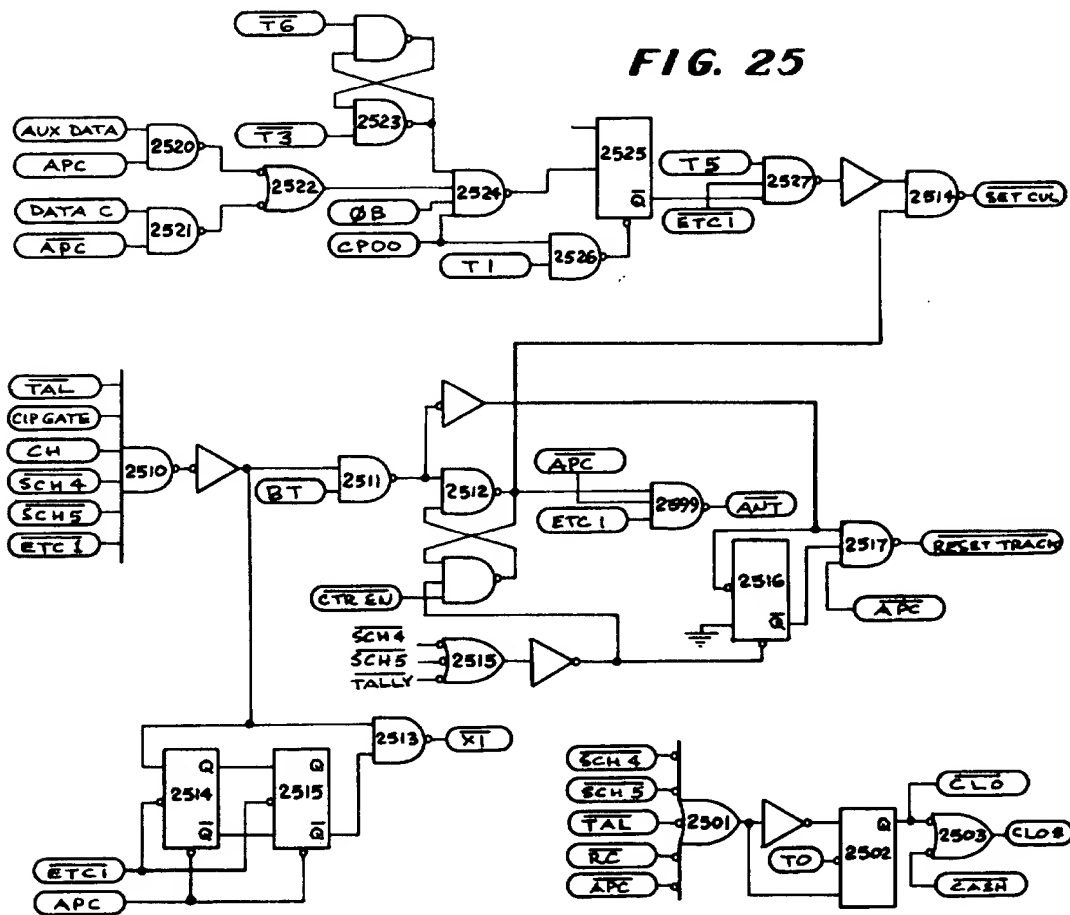 FIG. 25
T6
2523
T3
AUX DATA
APC
2520
DATA C
APC
2521
2522
ØB
CPOO
2524
T1
2526
2525
Q
T5
ETC1
2527
2514
SET CUL
TAL
CIPGATE
CH
SCH4
SCH5
ETC1
2510
BT
2511
2512
APC
ETC1
2599
ANT
CTR EN
SCH4
SCH5
TALLY
2515
2516
Q
2517
RESET TRACK
APC
2513
X1
Q
2514
Q
Q
2515
Q
ETC1
APC
SCH4
SCH5
TAL
RC
APC
2501
TO
Q
2502
CLO
2503
CLO8
CASH